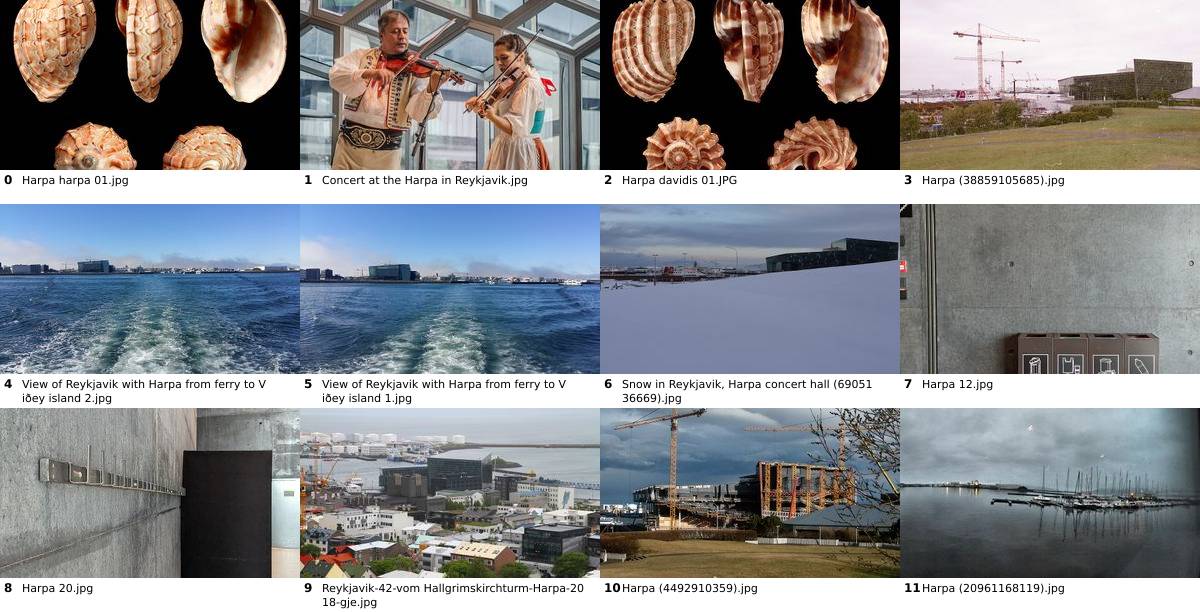 0 Harpa harpa 01.jpg
1 Concert at the Harpa in Reykjavik.jpg
2 Harpa davidis 01.JPG
3 Harpa (38859105685).jpg
4 View of Reykjavik with Harpa from ferry to V
iðey island 2.jpg
5 View of Reykjavik with Harpa from ferry to V
iðey island 1.jpg
6 Snow in Reykjavik, Harpa concert hall (69051
36669).jpg
7 Harpa 12.jpg
8 Harpa 20.jpg
9 Reykjavik-42-vom Hallgrimskirchturm-Harpa-20
18-gje.jpg
10 Harpa (4492910359).jpg
11 Harpa (20961168119).jpg